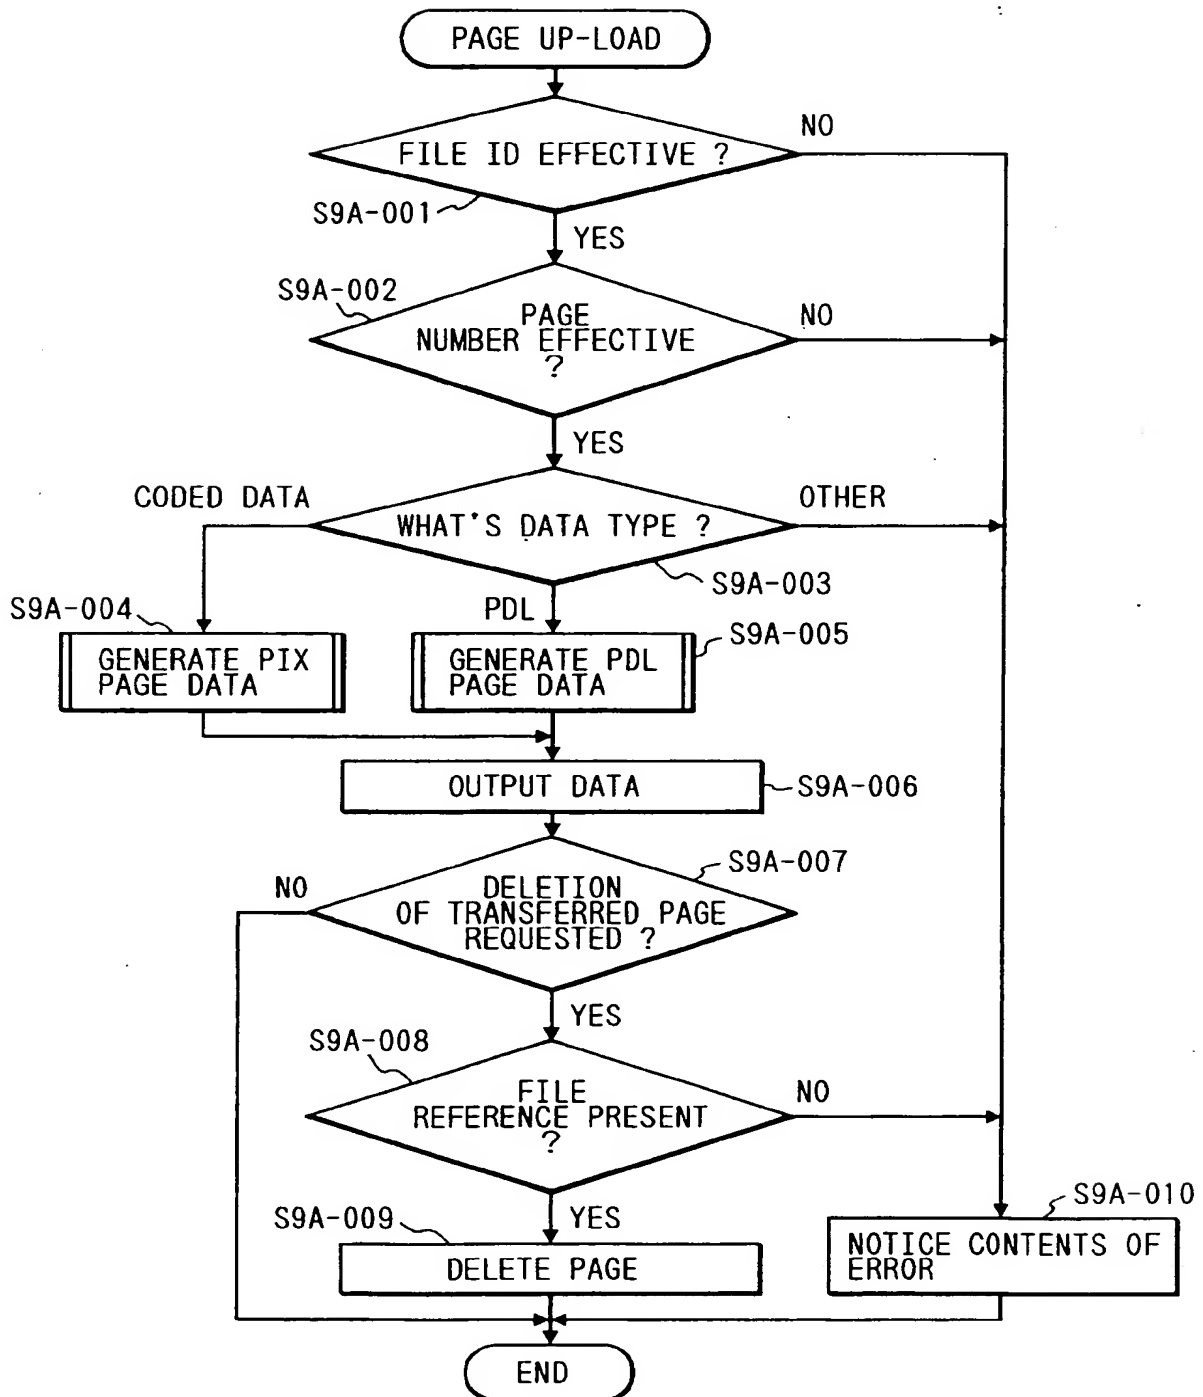 PAGE UP-LOAD
NO
FILE ID EFFECTIVE ?
S9A-001
YES
S9A-002
PAGE
NUMBER EFFECTIVE
?
NO
YES
CODED DATA
WHAT'S DATA TYPE ?
OTHER
S9A-003
S9A-004
PDL
S9A-005
GENERATE PIX
PAGE DATA
GENERATE PDL
PAGE DATA
OUTPUT DATA
S9A-006
S9A-007
NO
DELETION
OF TRANSFERRED PAGE
REQUESTED ?
YES
S9A-008
FILE
REFERENCE PRESENT
?
NO
S9A-009
YES
S9A-010
DELETE PAGE
NOTICE CONTENTS OF
ERROR
END